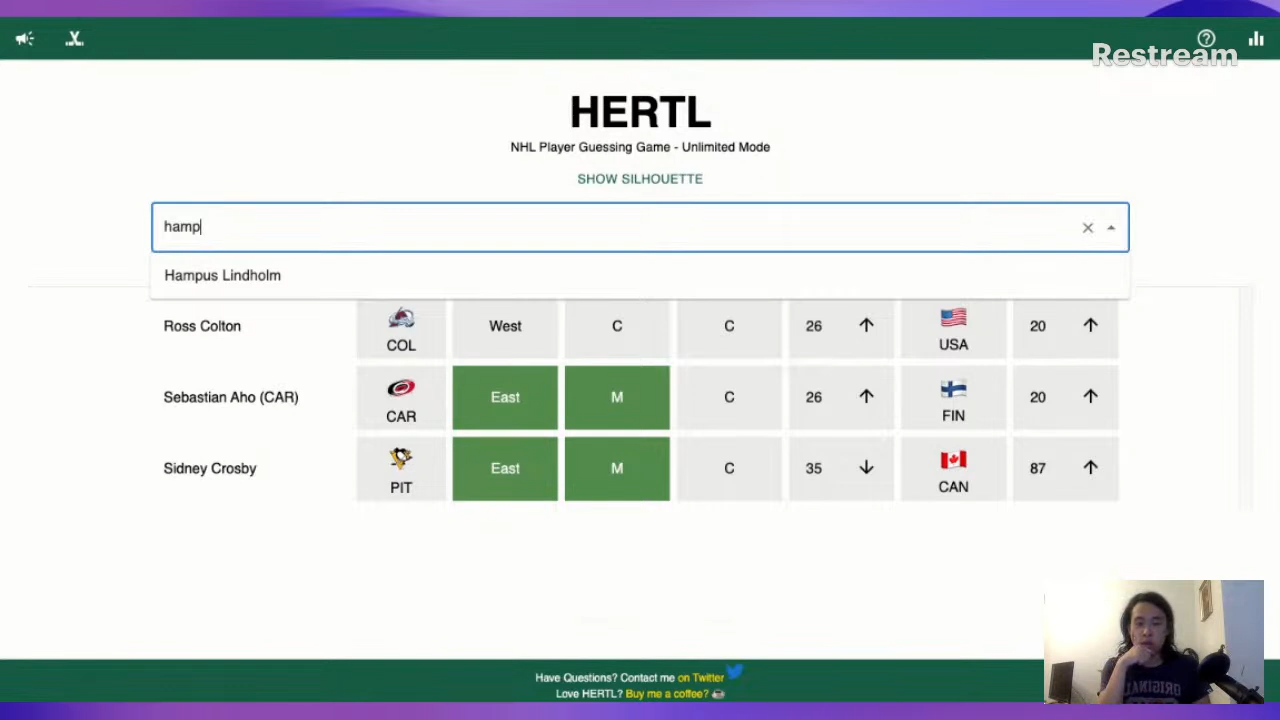 Restream
HERTL
NHL Player Guessing Game - Unlimited Mode
SHOW SILHOUETTE
hamp
Hampus Lindholm
Ross Colton COL West C C 26 USA 20
Sebastian Aho (CAR) CAR East M C 26 FIN 20
Sidney Crosby PIT East M C 35 CAN 87
ORIGINAL
Have Questions? Contact me on Twitter
Love HERTL? Buy me a coffee?